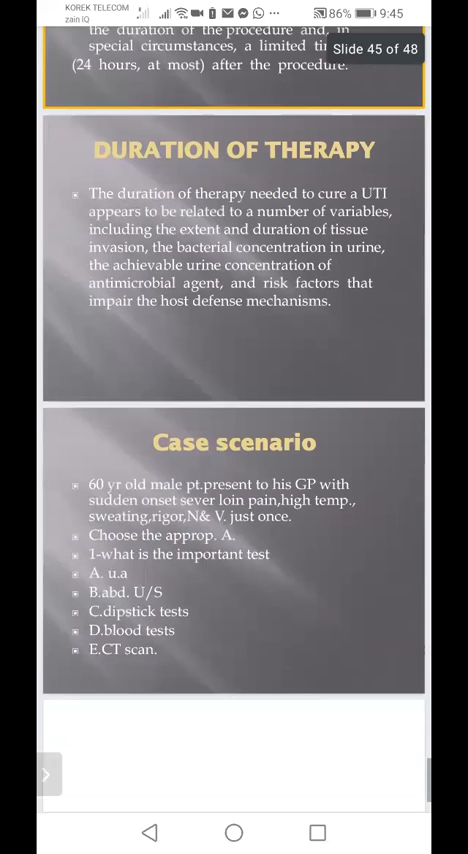 KOREK TELECOM
zain IQ
86% 9:45
the duration of the procedure and, in
special circumstances, a limited
(24 hours, at most) after the procedure.
Slide 45 of 48
DURATION OF THERAPY
The duration of therapy needed to cure a UTI
appears to be related to a number of variables,
including the extent and duration of tissue
invasion, the bacterial concentration in urine,
the achievable urine concentration of
antimicrobial agent, and risk factors that
impair the host defense mechanisms.
Case scenario
60 yr old male pt.present to his GP with
sudden onset sever loin pain,high temp.,
sweating,rigor,N& V. just once.
Choose the approp. A.
1-what is the important test
A. u.a
B.abd. U/S
C.dipstick tests
D.blood tests
E.CT scan.